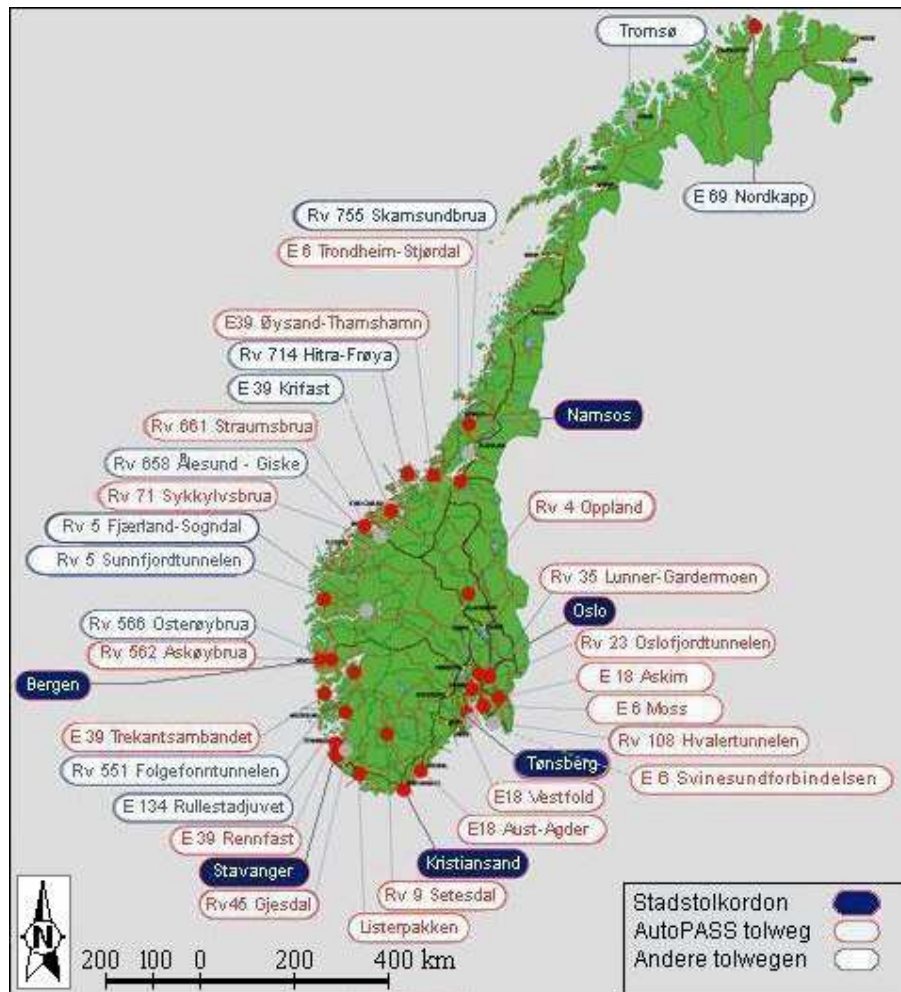 Tromsø
E 69 Nordkapp
Rv 755 Skarnsundbrua
E 6 Trondheim-Stjørdal
E39 Øysand-Thamshamn
Rv 714 Hitra-Frøya
E 39 Krifast
Rv 661 Straumsbrua
Rv 658 Ålesund - Giske
Rv 71 Sykkylvsbrua
Rv 5 Fjærland-Sogndal
Rv 5 Sunnfjordtunnelen
Rv 566 Osterøybrua
Rv 562 Askøybrua
Bergen
E 39 Trekantsambandet
Rv 551 Folgefonntunnelen
E 134 Rullestadjuvet
E 39 Rennfast
Stavanger
Rv45 Gjesdal
Namsos
Rv 4 Oppland
Rv 35 Lunner-Gardermoen
Oslo
Rv 23 Oslofjordtunnelen
E 18 Askim
E 6 Moss
Rv 108 Hvalertunnelen
Tønsberg
E 6 Svinesundforbindelsen
E18 Vestfold
E18 Aust-Agder
Kristiansand
Rv 9 Setesdal
Listerpakken
Stadstolkordon
AutoPASS tolweg
Andere tolwegen
N
200 100 0 200 400 km